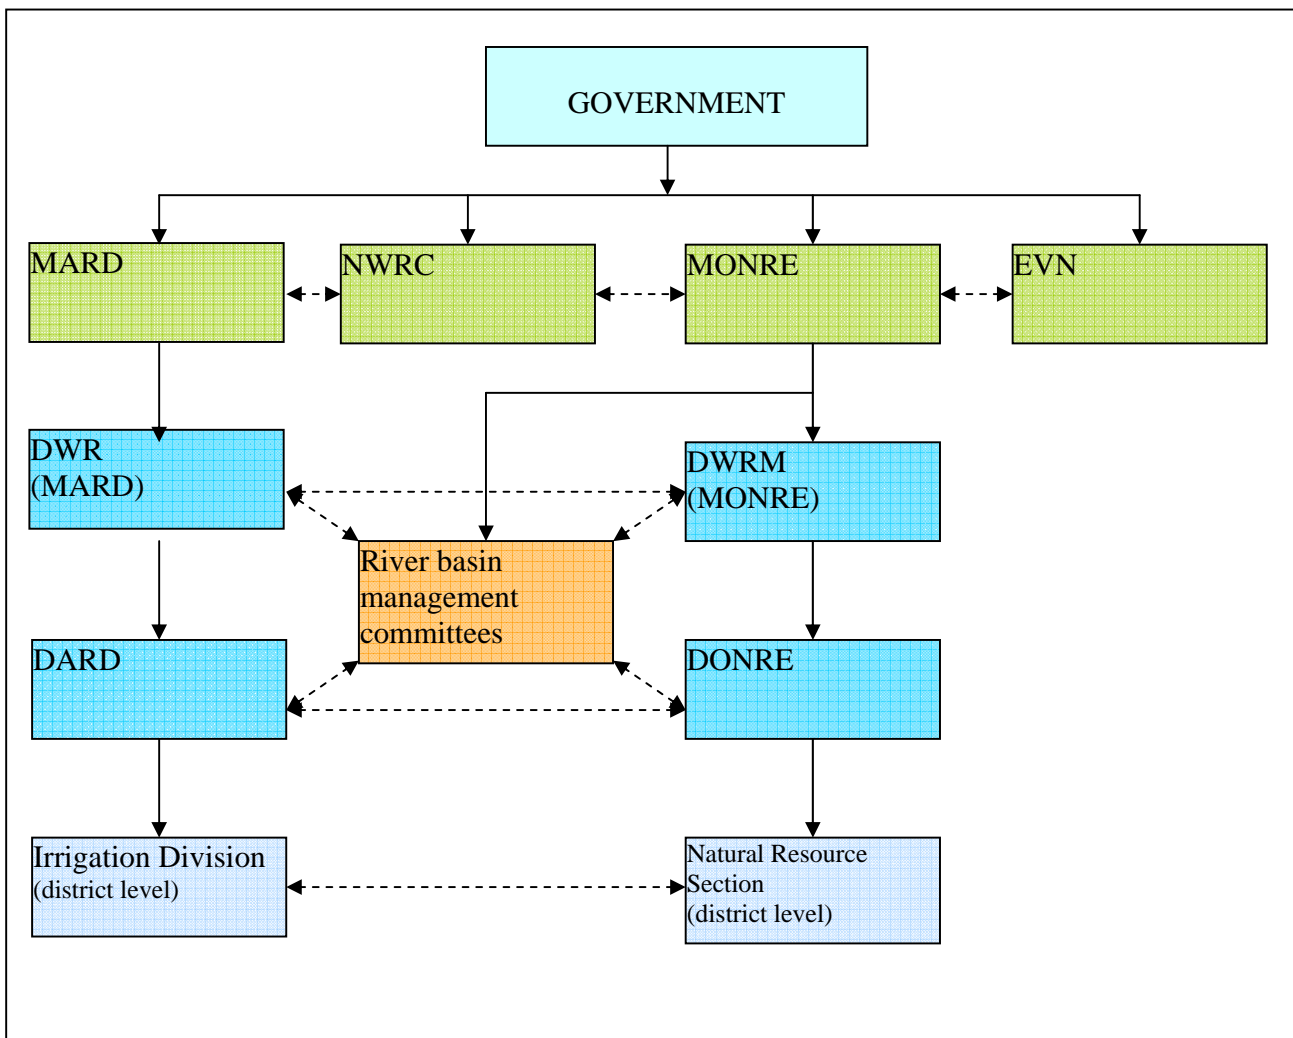 GOVERNMENT
MARD
NWRC
MONRE
EVN
DWR
(MARD)
DWRM
(MONRE)
River basin
management
committees
DARD
DONRE
Irrigation Division
(district level)
Natural Resource
Section
(district level)